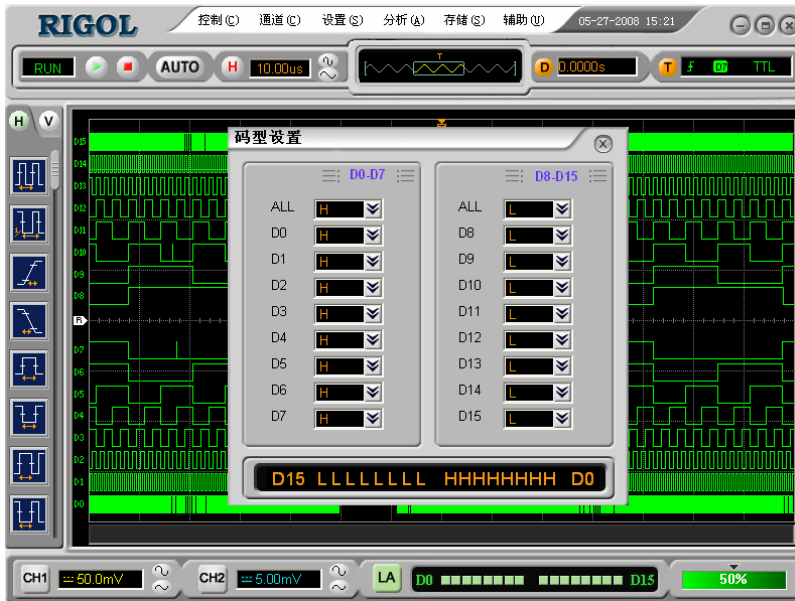 RIGOL 控制(C) 通道(C) 设置(S) 分析(A) 存储(S) 辅助(U) 05-27-2008 15:21
RUN AUTO H 10.00us T D 0.0000s T D7 TTL
H V
码型设置
D0-D7 D8-D15
ALL H ALL L
D0 H D8 L
D1 H D9 L
D2 H D10 L
D3 H D11 L
D4 H D12 L
D5 H D13 L
D6 H D14 L
D7 H D15 L
D15 LLLLLLLL HHHHHHHH D0
D15
D14
D13
D12
D11
D10
D9
D8
R
D7
D6
D5
D4
D3
D2
D1
D0
CH1 50.0mV CH2 5.00mV LA D0 D15 50%